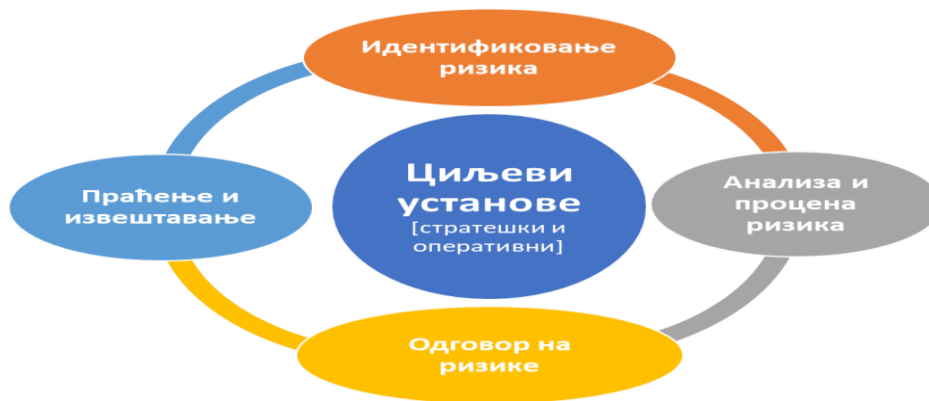 Идентификовање
ризика
Циљеви
установе
[стратешки и
оперативни]
Анализа и
процена
ризика
Праћење и
извештавање
Одговор на
ризике